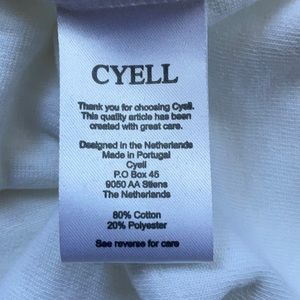 CYELL
Thank you for choosing Cyell.
This quality article has been
created with great care.
Designed in the Netherlands
Made in Portugal
Cyell
P.O Box 45
9050 AA Stiens
The Netherlands
80% Cotton
20% Polyester
See reverse for care